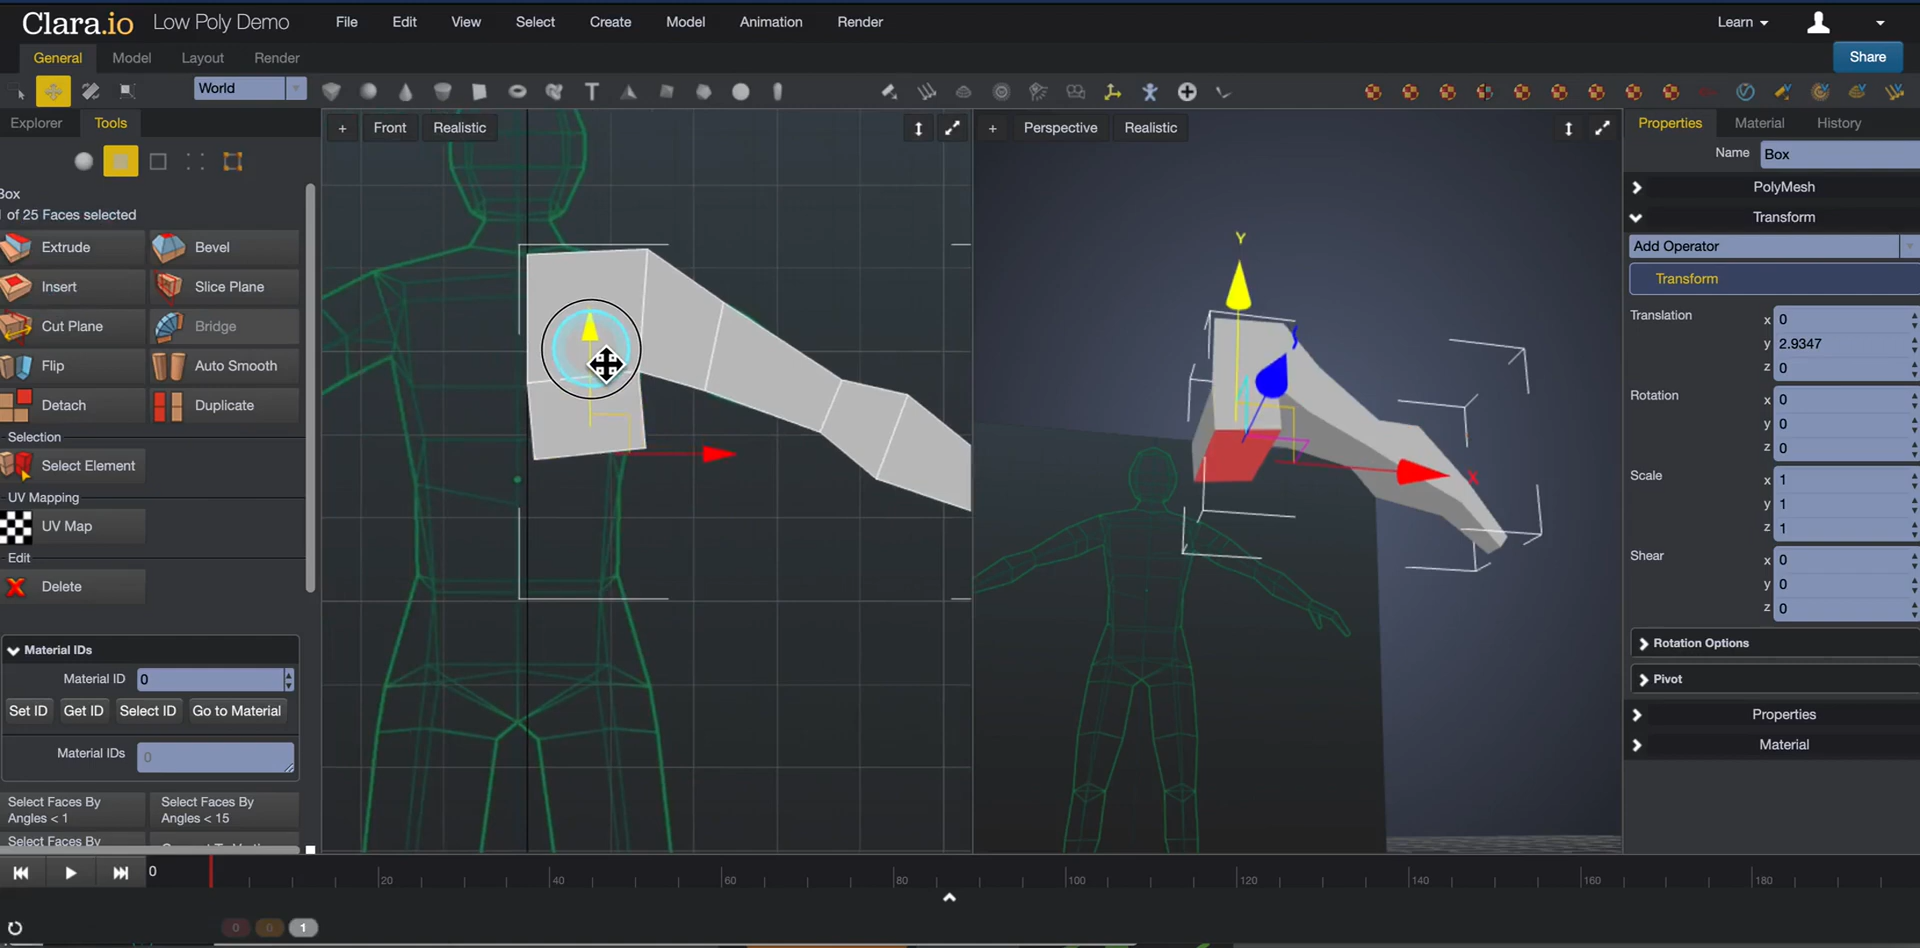 Clara.io Low Poly Demo File Edit View Select Create Model Animation Render Learn
General Model Layout Render Share
World
Explorer Tools + Front Realistic + Perspective Realistic Properties Material History
Name Box
Box
of 25 Faces selected
Extrude Bevel
Insert Slice Plane
Cut Plane Bridge
Flip Auto Smooth
Detach Duplicate
Selection
Select Element
UV Mapping
UV Map
Edit
Delete
Material IDs
Material ID 0
Set ID Get ID Select ID Go to Material
Material IDs 0
Select Faces By
Angles < 1
Select Faces By
Angles < 15
Select Faces By
Y
X
PolyMesh
Transform
Add Operator
Transform
Translation x 0
y 2.9347
z 0
Rotation x 0
y 0
z 0
Scale x 1
y 1
z 1
Shear x 0
y 0
z 0
Rotation Options
Pivot
Properties
Material
0 20 40 60 80 100 120 140 160 180
0 0 1